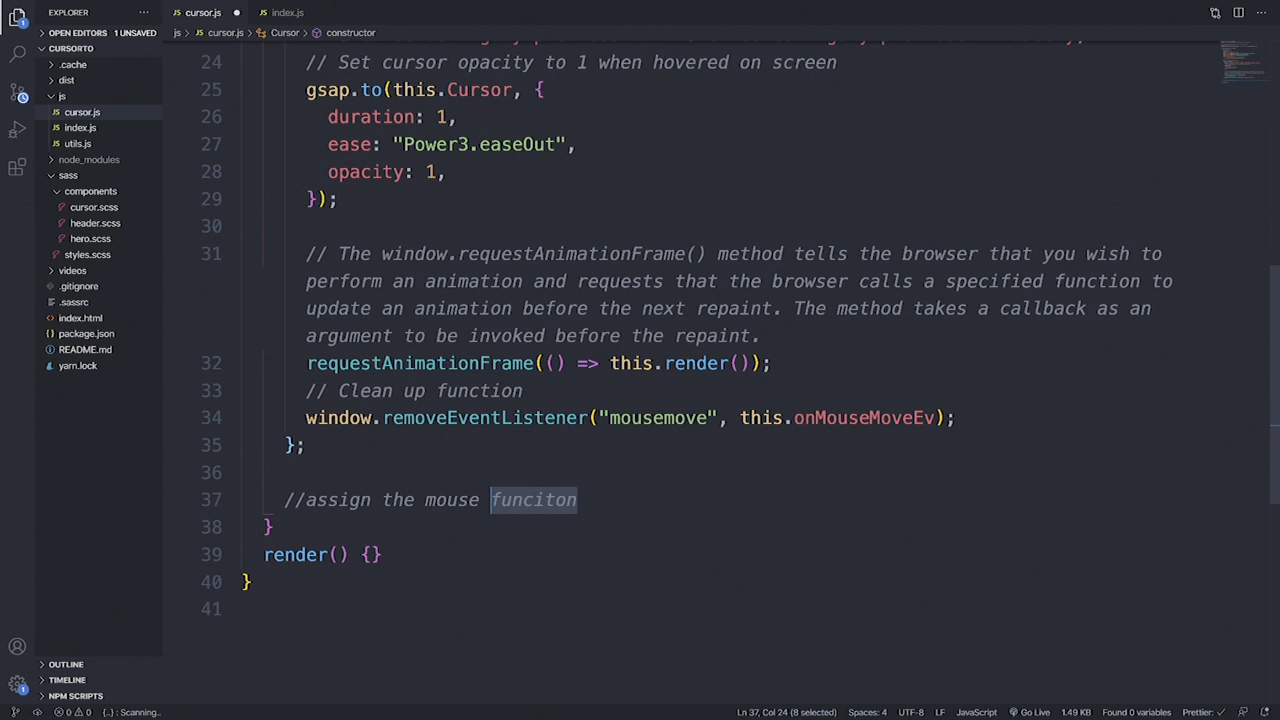 EXPLORER
cursor.js
index.js
OPEN EDITORS 1 UNSAVED
js > cursor.js > Cursor > constructor
CURSORTO
.cache
dist
js
cursor.js
index.js
utils.js
node_modules
sass
components
cursor.scss
header.scss
hero.scss
styles.scss
videos
.gitignore
.sassrc
index.html
package.json
README.md
yarn.lock
OUTLINE
TIMELINE
NPM SCRIPTS
24 // Set cursor opacity to 1 when hovered on screen
25 gsap.to(this.Cursor, {
26 duration: 1,
27 ease: "Power3.easeOut",
28 opacity: 1,
29 });
30
31 // The window.requestAnimationFrame() method tells the browser that you wish to
perform an animation and requests that the browser calls a specified function to
update an animation before the next repaint. The method takes a callback as an
argument to be invoked before the repaint.
32 requestAnimationFrame(() => this.render());
33 // Clean up function
34 window.removeEventListener("mousemove", this.onMouseMoveEv);
35 };
36
37 //assign the mouse funciton
38 }
39 render() {}
40 }
41
0 0 {..} : Scanning.. Ln 37, Col 24 (8 selected) Spaces: 4 UTF-8 LF JavaScript Go Live 1.49 KB Found 0 variables Prettier: ✓